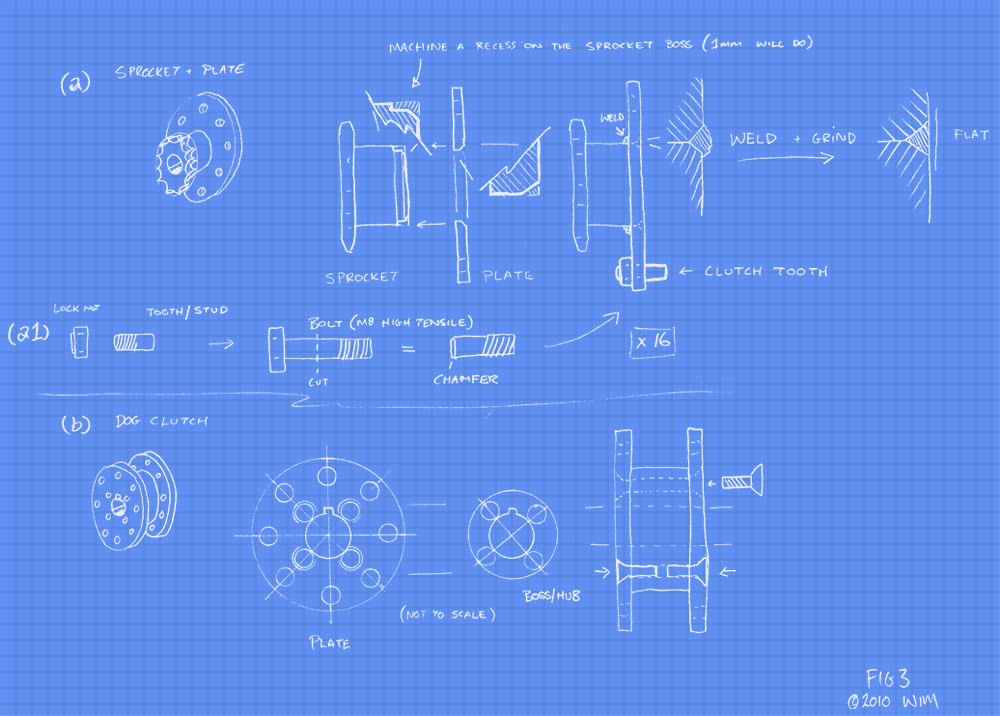 MACHINE A RECESS ON THE SPROCKET BOSS (1MM WILL DO)
(a) SPROCKET + PLATE
WELD
WELD + GRIND
FLAT
SPROCKET
PLATE
← CLUTCH TOOTH
(21)
LOCK NUT
TOOTH/STUD
BOLT (M8 HIGH TENSILE)
=
CUT
CHAMFER
x 16
(b) DOG CLUTCH
PLATE
(NOT TO SCALE)
BOSS/HUB
FIG 3
©2010 WIM